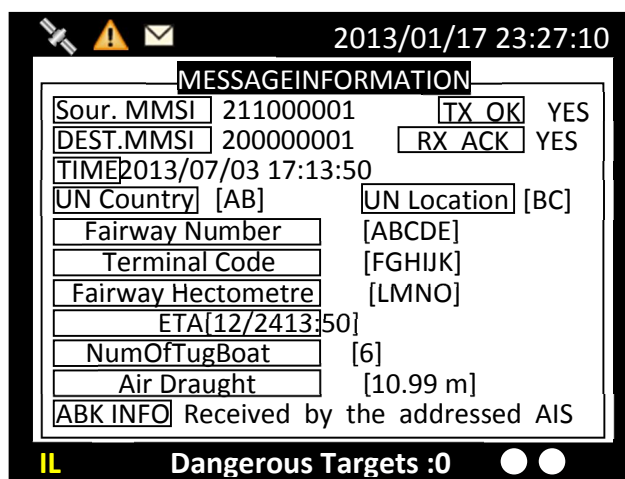 2013/01/17 23:27:10
MESSAGEINFORMATION
Sour. MMSI 211000001 TX OK YES
DEST.MMSI 200000001 RX ACK YES
TIME2013/07/03 17:13:50
UN Country [AB] UN Location [BC]
Fairway Number [ABCDE]
Terminal Code [FGHIJK]
Fairway Hectometre [LMNO]
ETA[12/2413:50]
NumOfTugBoat [6]
Air Draught [10.99 m]
ABK INFO Received by the addressed AIS
IL Dangerous Targets :0